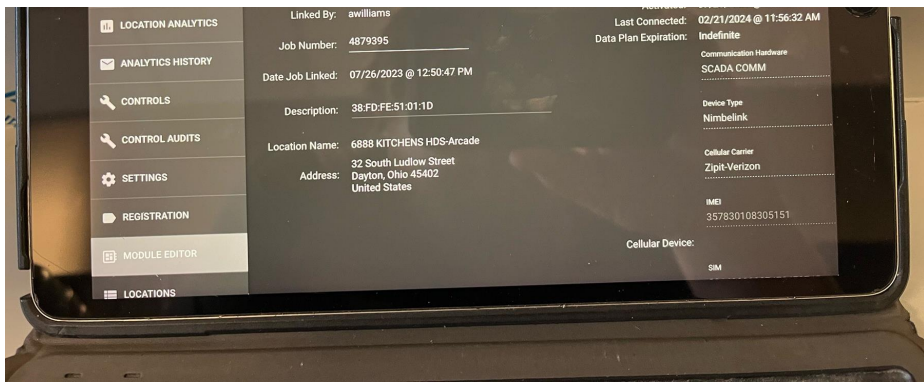 LOCATION ANALYTICS
ANALYTICS HISTORY
CONTROLS
CONTROL AUDITS
SETTINGS
REGISTRATION
MODULE EDITOR
LOCATIONS
Linked By: awilliams
Job Number: 4879395
Date Job Linked: 07/26/2023 @ 12:50:47 PM
Description: 38:FD:FE:51:01:1D
Location Name: 6888 KITCHENS HDS-Arcade
Address: 32 South Ludlow Street
Dayton, Ohio 45402
United States
Last Connected: 02/21/2024 @ 11:56:32 AM
Data Plan Expiration: Indefinite
Communication Hardware
SCADA COMM
Device Type
Nimbelink
Cellular Carrier
Zipit-Verizon
IMEI
357830108305151
Cellular Device:
SIM